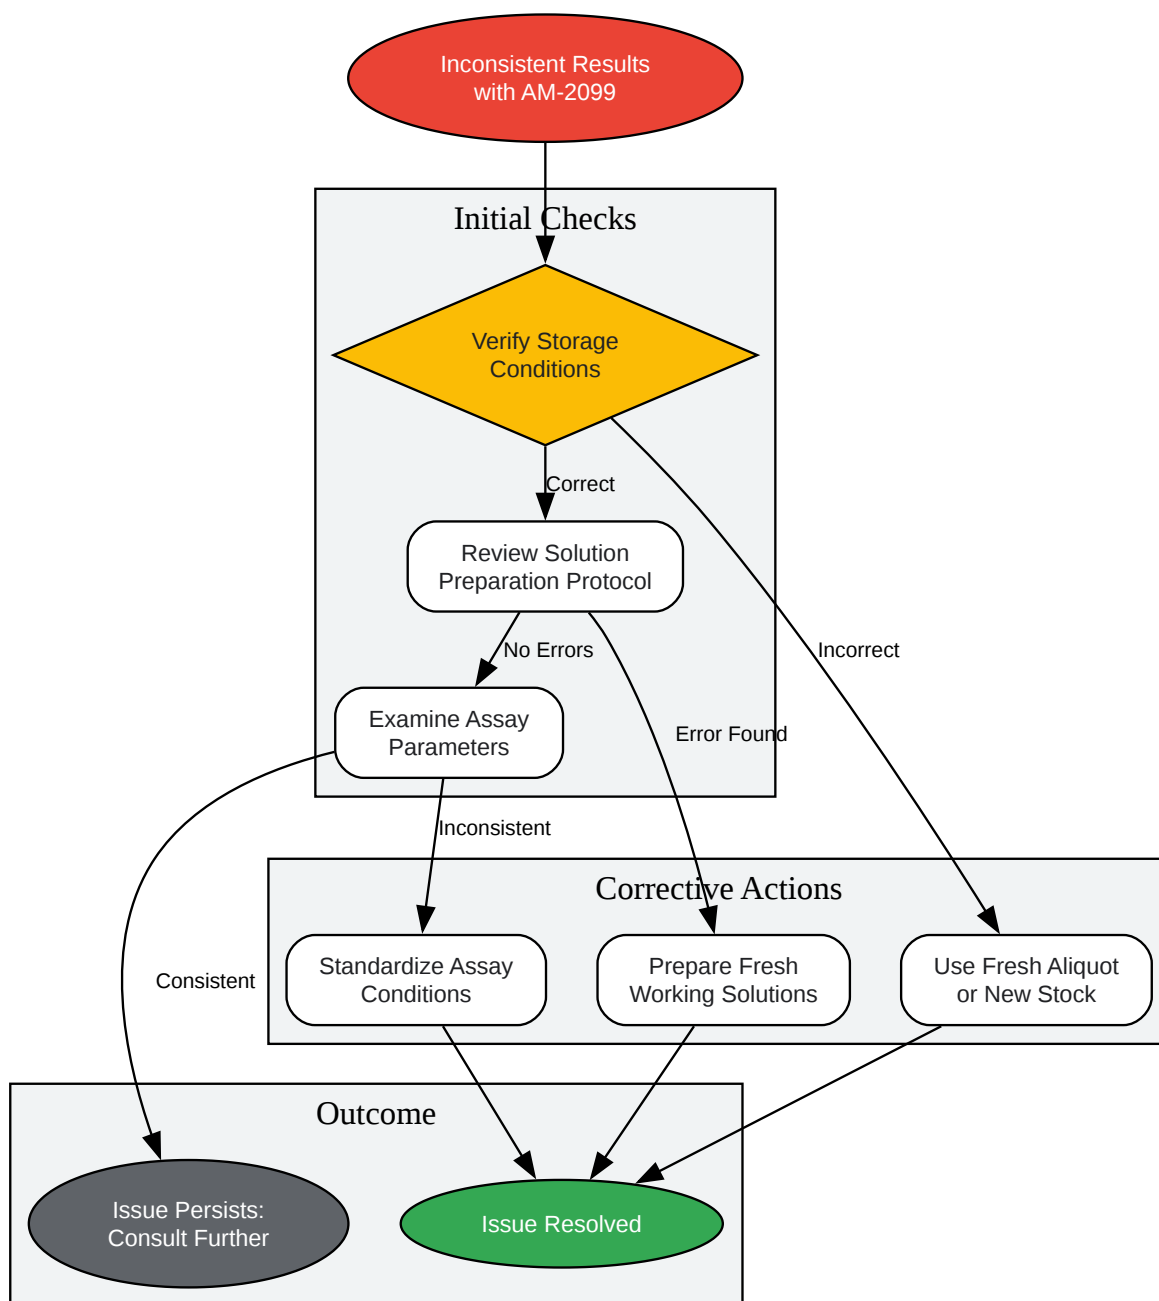 Inconsistent Results
with AM-2099
Initial Checks
Verify Storage
Conditions
Correct
Review Solution
Preparation Protocol
No Errors
Incorrect
Examine Assay
Parameters
Error Found
Inconsistent
Corrective Actions
Standardize Assay
Conditions
Prepare Fresh
Working Solutions
Use Fresh Aliquot
or New Stock
Consistent
Outcome
Issue Persists:
Consult Further
Issue Resolved